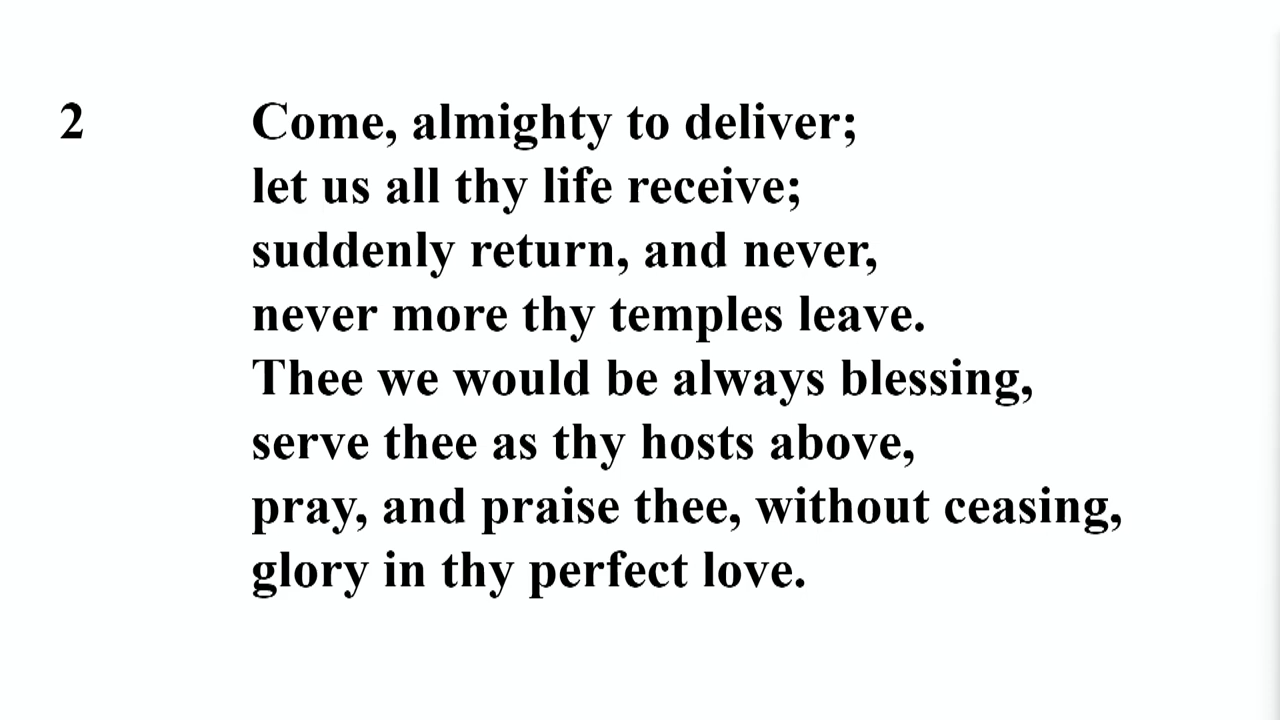 2 Come, almighty to deliver;
let us all thy life receive;
suddenly return, and never,
never more thy temples leave.
Thee we would be always blessing,
serve thee as thy hosts above,
pray, and praise thee, without ceasing,
glory in thy perfect love.